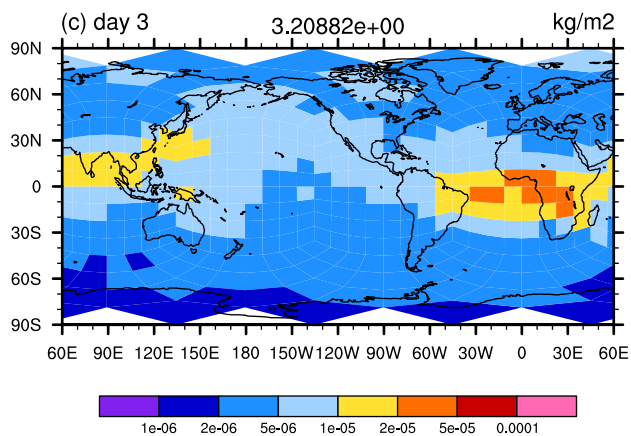 (c) day 3 3.20882e+00 kg/m2
90N
60N
30N
0
30S
60S
90S
60E 90E 120E 150E 180 150W 120W 90W 60W 30W 0 30E 60E
1e-06 2e-06 5e-06 1e-05 2e-05 5e-05 0.0001